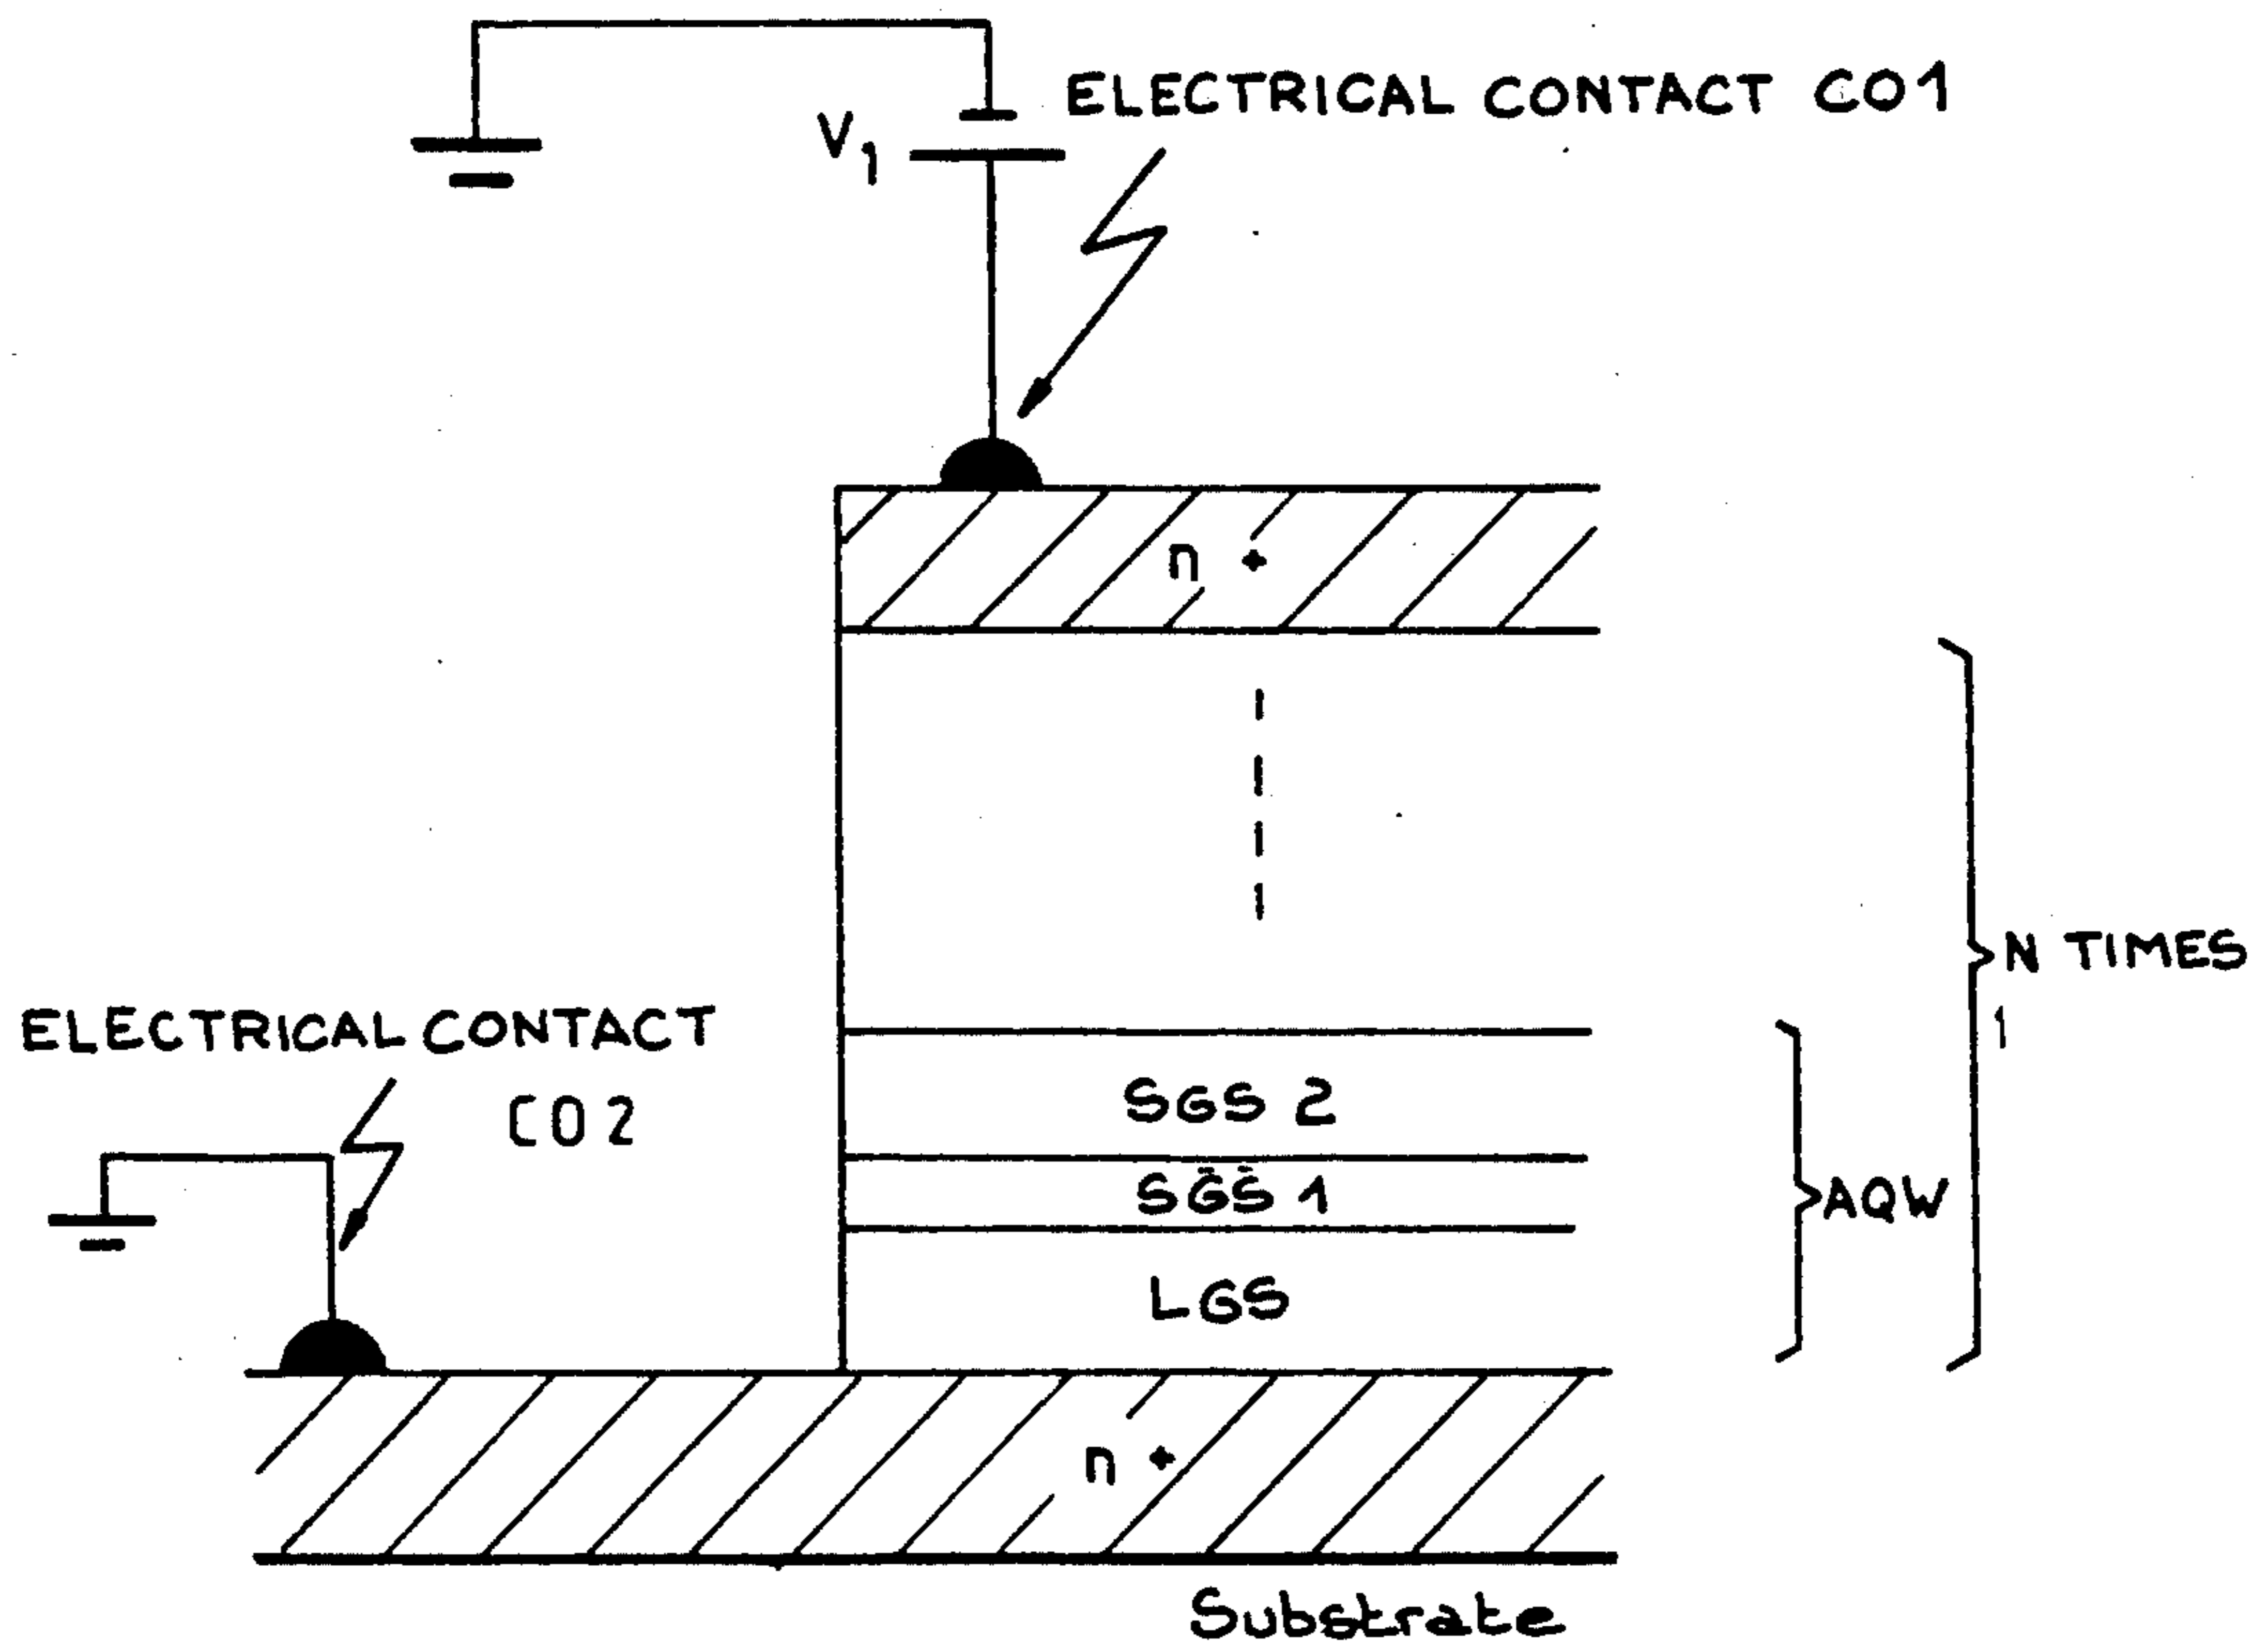 ELECTRICAL CONTACT CO1
V1
n +
N TIMES
1
ELECTRICAL CONTACT
CO2
SGS 2
SGS 1
AQW
LGS
n +
Substrate